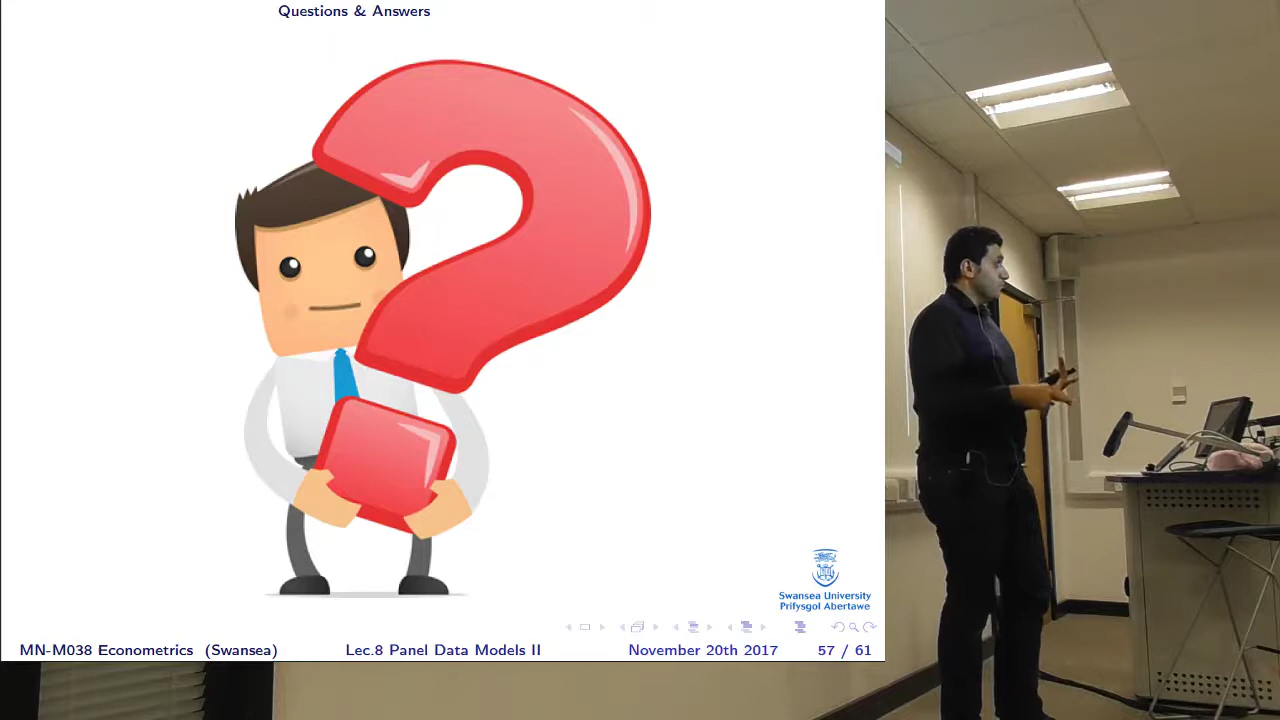 Questions & Answers
Swansea University
Prifysgol Abertawe
MN-M038 Econometrics (Swansea) Lec.8 Panel Data Models II November 20th 2017 57 / 61